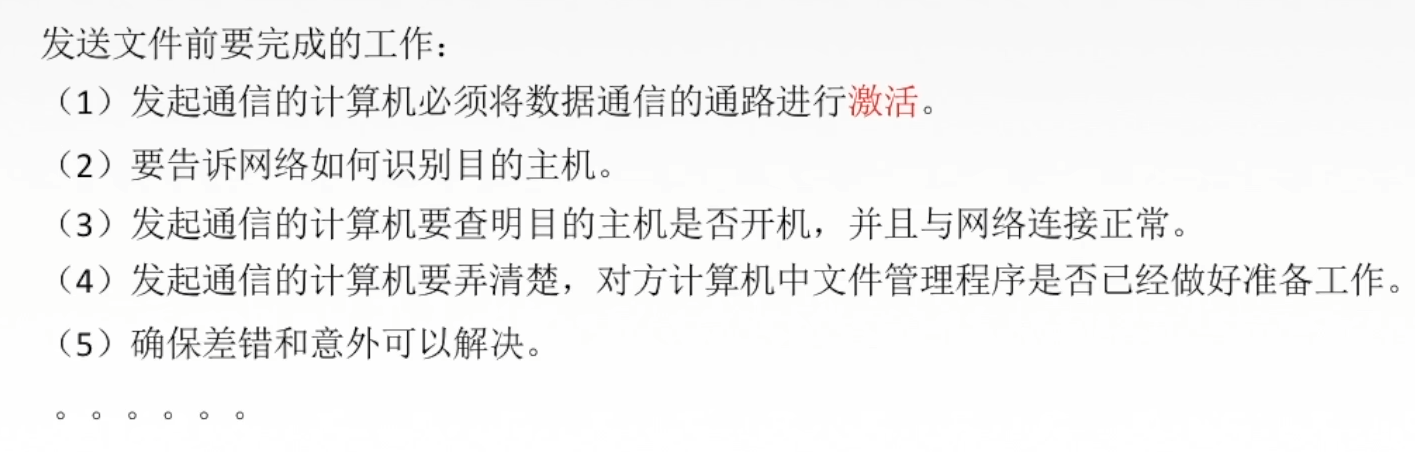 发送文件前要完成的工作：
（1）发起通信的计算机必须将数据通信的通路进行激活。
（2）要告诉网络如何识别目的主机。
（3）发起通信的计算机要查明目的主机是否开机，并且与网络连接正常。
（4）发起通信的计算机要弄清楚，对方计算机中文件管理程序是否已经做好准备工作。
（5）确保差错和意外可以解决。
。。。。。。